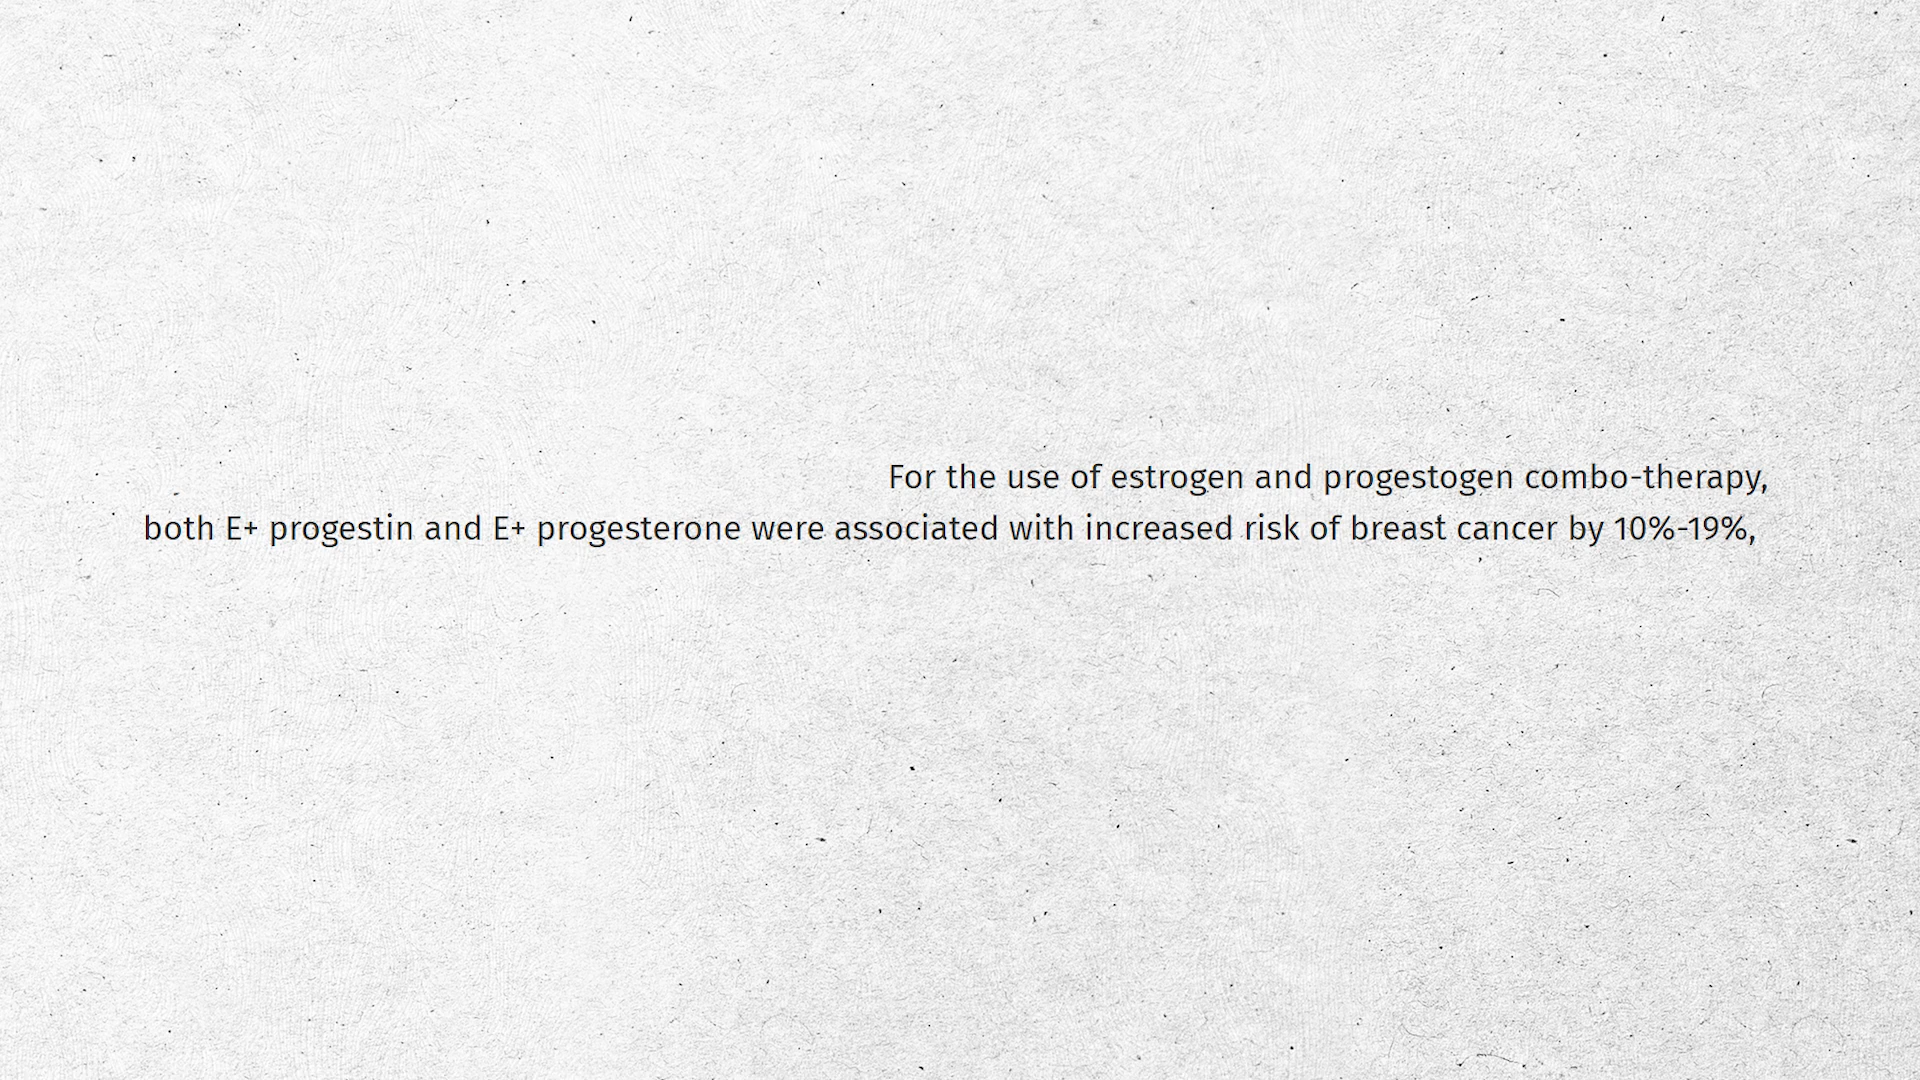 For the use of estrogen and progestogen combo-therapy,
both E+ progestin and E+ progesterone were associated with increased risk of breast cancer by 10%-19%,